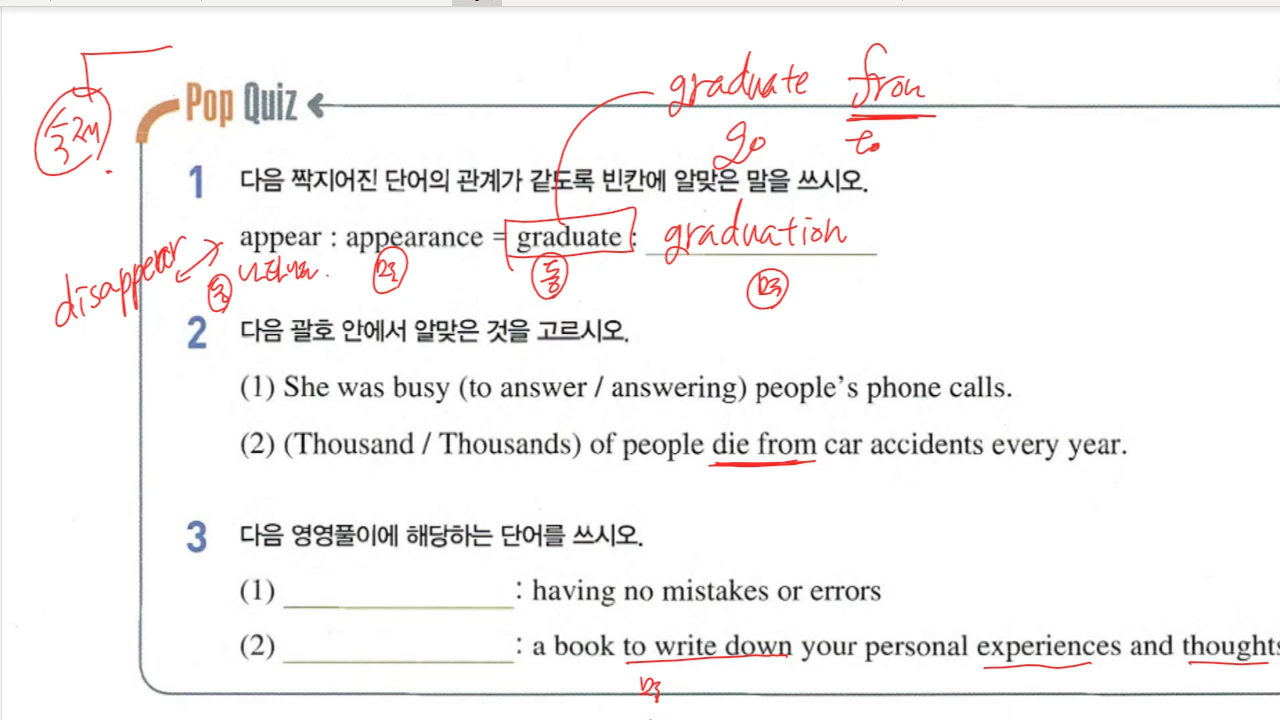 graduate from
Pop Quiz
go to
1 다음 짝지어진 단어의 관계가 같도록 빈칸에 알맞은 말을 쓰시오.
appear : appearance = graduate : graduation
disappear
동 명 동 명
2 다음 괄호 안에서 알맞은 것을 고르시오.
(1) She was busy (to answer / answering) people's phone calls.
(2) (Thousand / Thousands) of people die from car accidents every year.
3 다음 영영풀이에 해당하는 단어를 쓰시오.
(1) : having no mistakes or errors
(2) : a book to write down your personal experiences and thoughts
명